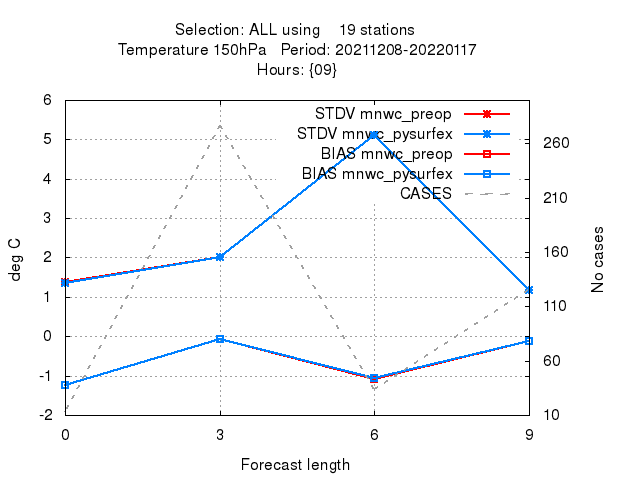 Selection: ALL using    19 stations
Temperature 150hPa   Period: 20211208-20220117
Hours: {09}
STDV mnwc_preop
STDV mnwc_pysurfex
BIAS mnwc_preop
BIAS mnwc_pysurfex
CASES
6
5
4
3
2
1
0
-1
-2
deg C
260
210
160
110
60
10
No cases
0 3 6 9
Forecast length